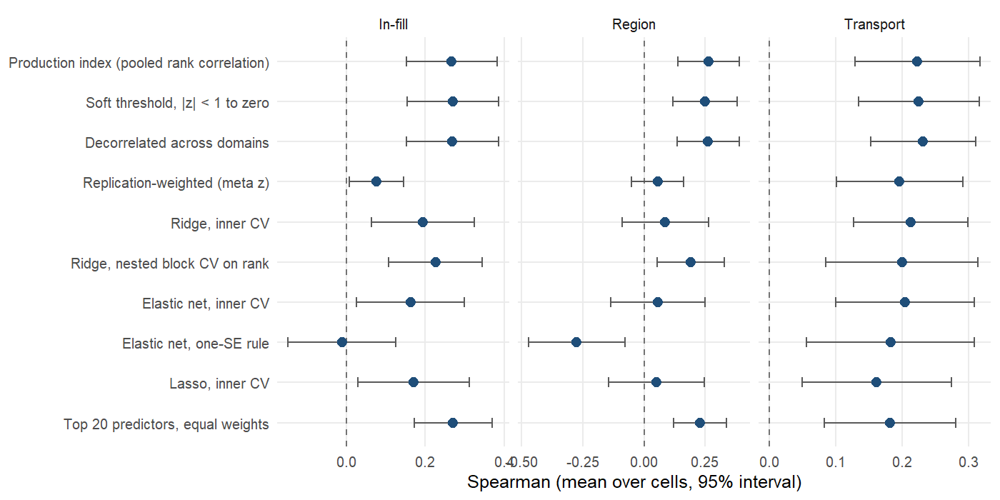 In-fill Region Transport
Production index (pooled rank correlation)
Soft threshold, |z| < 1 to zero
Decorrelated across domains
Replication-weighted (meta z)
Ridge, inner CV
Ridge, nested block CV on rank
Elastic net, inner CV
Elastic net, one-SE rule
Lasso, inner CV
Top 20 predictors, equal weights
0.0 0.2 0.4 -0.50 -0.25 0.00 0.25 0.0 0.1 0.2 0.3
Spearman (mean over cells, 95% interval)